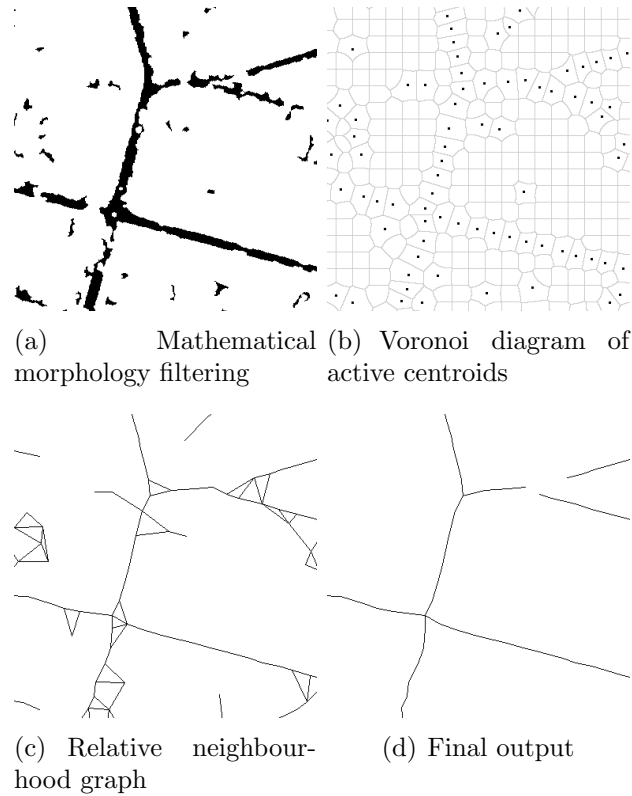 (a) Mathematical
morphology filtering
(b) Voronoi diagram of
active centroids
(c) Relative neighbour-
hood graph
(d) Final output